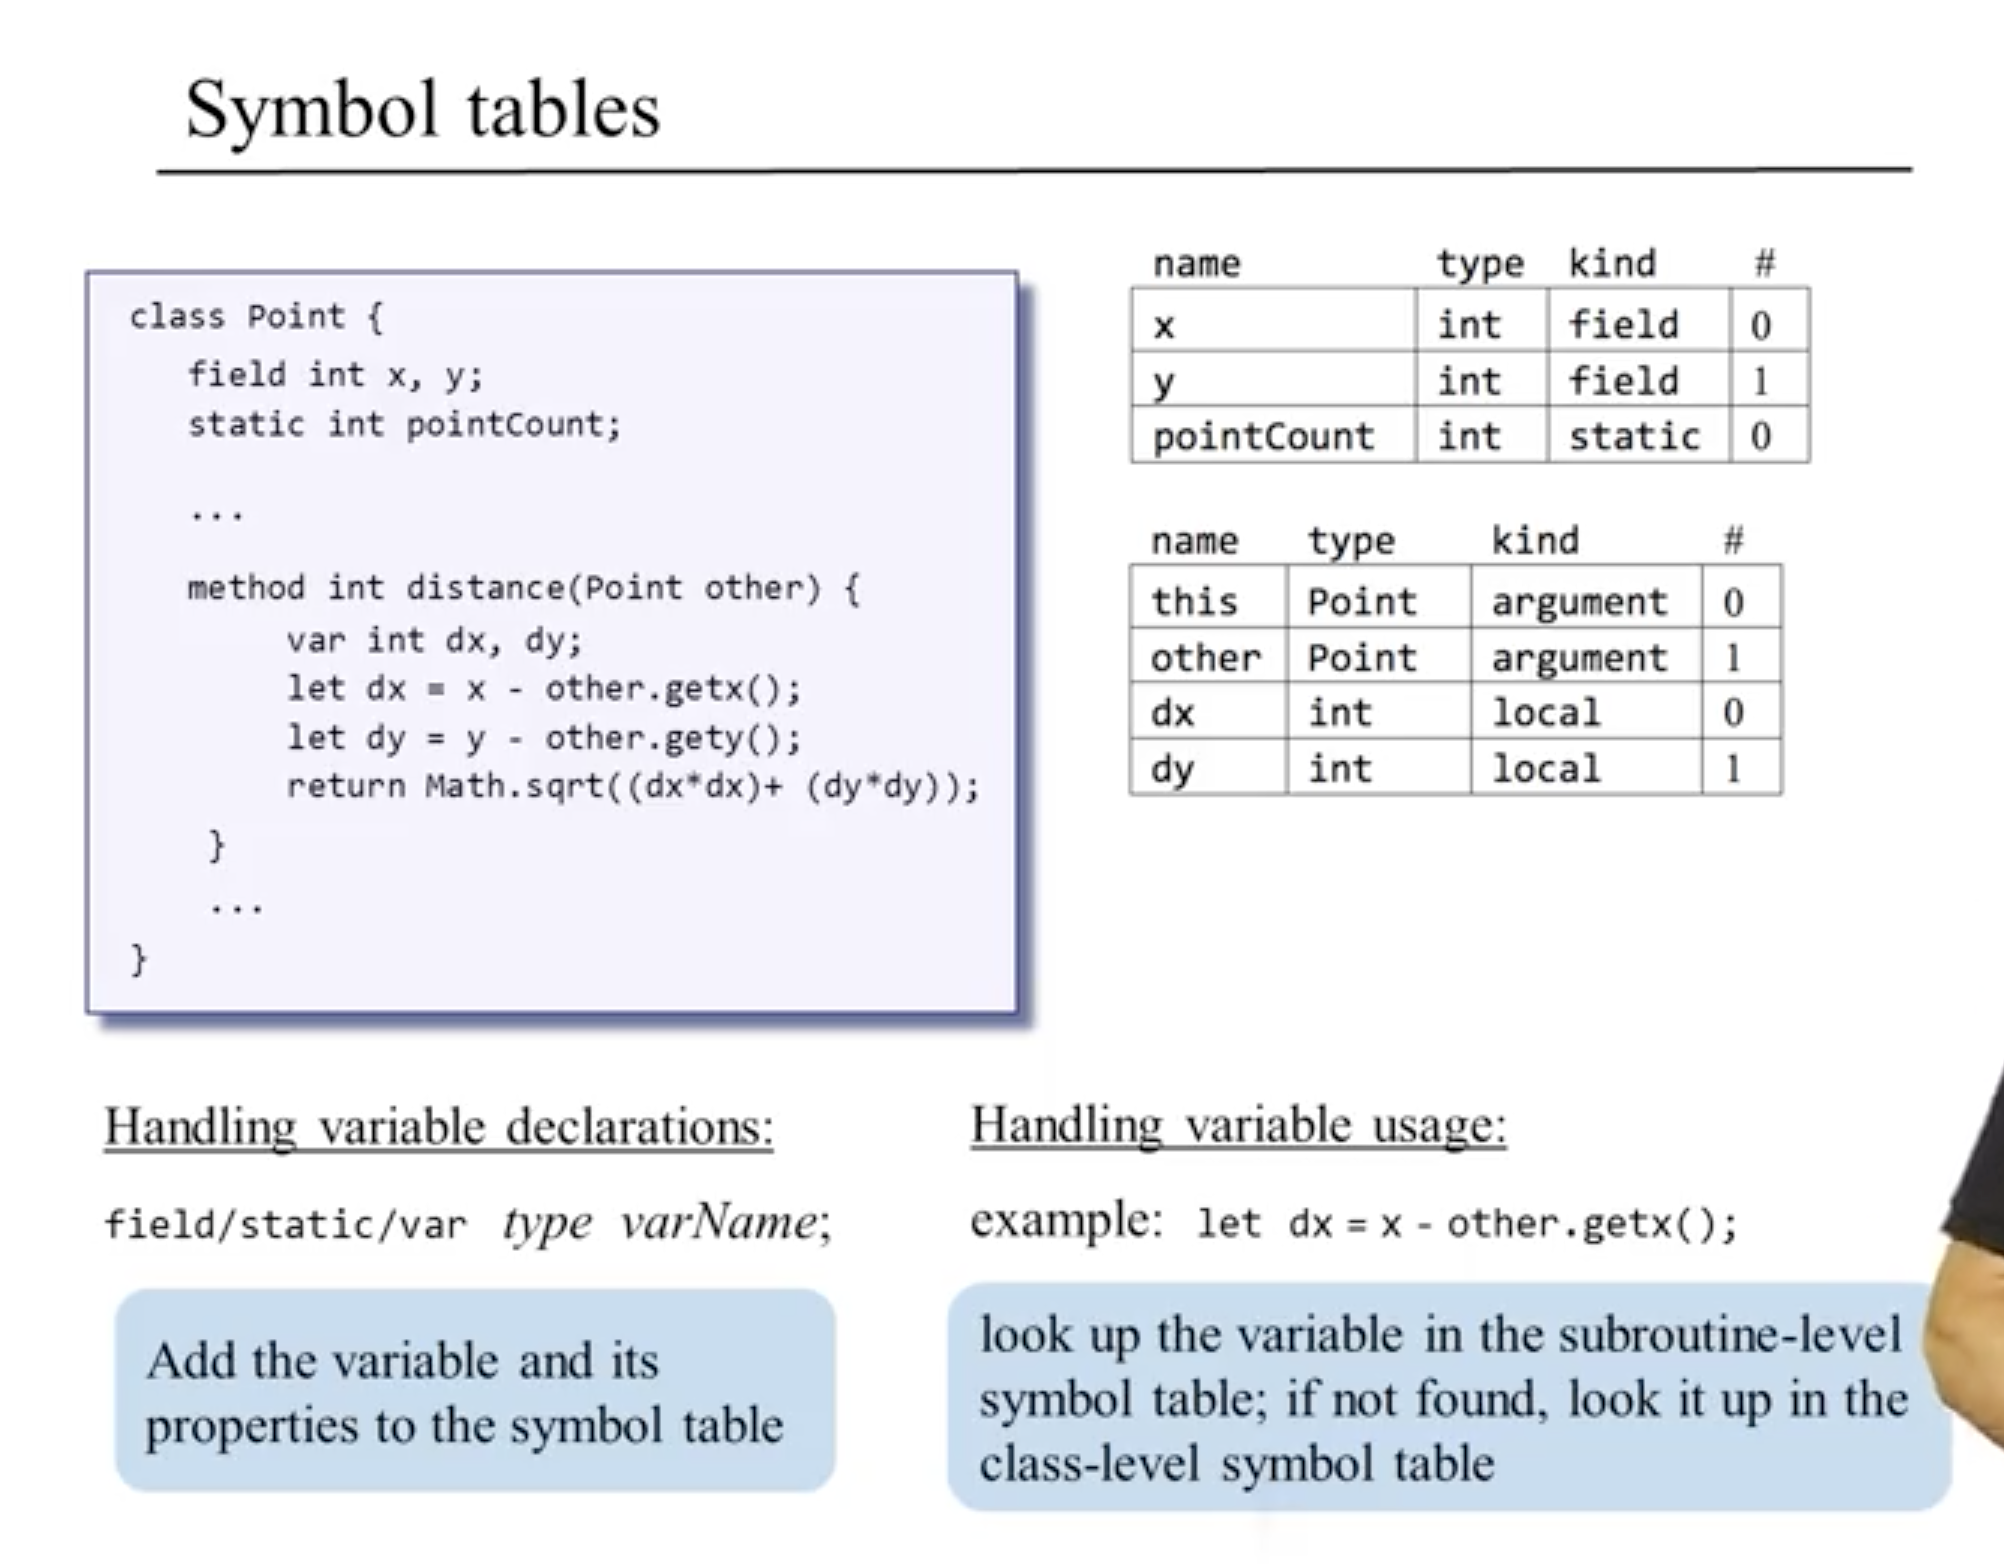 Symbol tables
class Point {
field int x, y;
static int pointCount;
...
method int distance(Point other) {
var int dx, dy;
let dx = x - other.getx();
let dy = y - other.gety();
return Math.sqrt((dx*dx)+ (dy*dy));
}
...
}
name type kind #
x int field 0
y int field 1
pointCount int static 0
name type kind #
this Point argument 0
other Point argument 1
dx int local 0
dy int local 1
Handling variable declarations:
field/static/var type varName;
Add the variable and its
properties to the symbol table
Handling variable usage:
example: let dx = x - other.getx();
look up the variable in the subroutine-level
symbol table; if not found, look it up in the
class-level symbol table